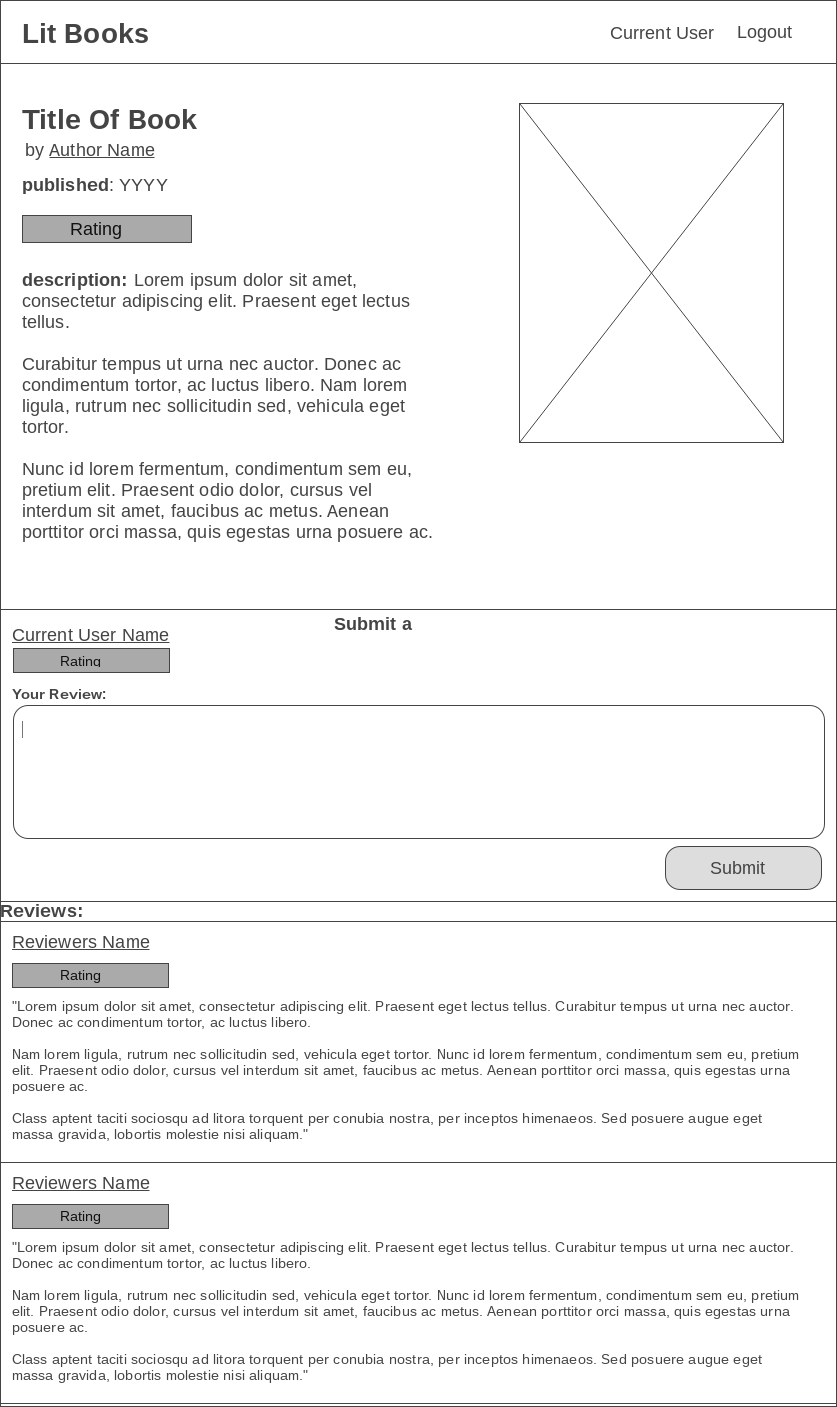 Lit Books
Current User
Logout
Title Of Book
by Author Name
published: YYYY
Rating
description: Lorem ipsum dolor sit amet,
consectetur adipiscing elit. Praesent eget lectus
tellus.
Curabitur tempus ut urna nec auctor. Donec ac
condimentum tortor, ac luctus libero. Nam lorem
ligula, rutrum nec sollicitudin sed, vehicula eget
tortor.
Nunc id lorem fermentum, condimentum sem eu,
pretium elit. Praesent odio dolor, cursus vel
interdum sit amet, faucibus ac metus. Aenean
porttitor orci massa, quis egestas urna posuere ac.
Submit a
Current User Name
Rating
Your Review:
Submit
Reviews:
Reviewers Name
Rating
"Lorem ipsum dolor sit amet, consectetur adipiscing elit. Praesent eget lectus tellus. Curabitur tempus ut urna nec auctor.
Donec ac condimentum tortor, ac luctus libero.
Nam lorem ligula, rutrum nec sollicitudin sed, vehicula eget tortor. Nunc id lorem fermentum, condimentum sem eu, pretium
elit. Praesent odio dolor, cursus vel interdum sit amet, faucibus ac metus. Aenean porttitor orci massa, quis egestas urna
posuere ac.
Class aptent taciti sociosqu ad litora torquent per conubia nostra, per inceptos himenaeos. Sed posuere augue eget
massa gravida, lobortis molestie nisi aliquam."
Reviewers Name
Rating
"Lorem ipsum dolor sit amet, consectetur adipiscing elit. Praesent eget lectus tellus. Curabitur tempus ut urna nec auctor.
Donec ac condimentum tortor, ac luctus libero.
Nam lorem ligula, rutrum nec sollicitudin sed, vehicula eget tortor. Nunc id lorem fermentum, condimentum sem eu, pretium
elit. Praesent odio dolor, cursus vel interdum sit amet, faucibus ac metus. Aenean porttitor orci massa, quis egestas urna
posuere ac.
Class aptent taciti sociosqu ad litora torquent per conubia nostra, per inceptos himenaeos. Sed posuere augue eget
massa gravida, lobortis molestie nisi aliquam."